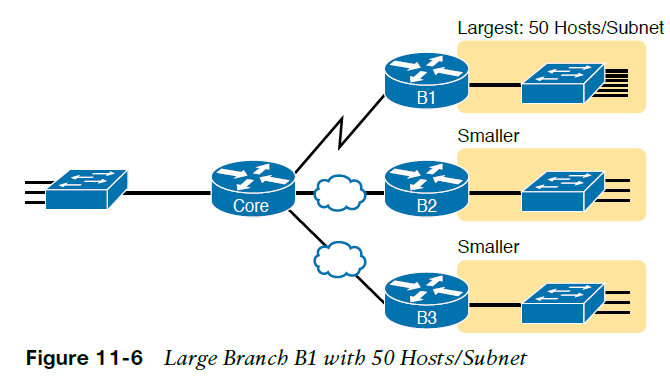 Largest: 50 Hosts/Subnet
B1
Smaller
Core
B2
Smaller
B3
Figure 11-6 Large Branch B1 with 50 Hosts/Subnet